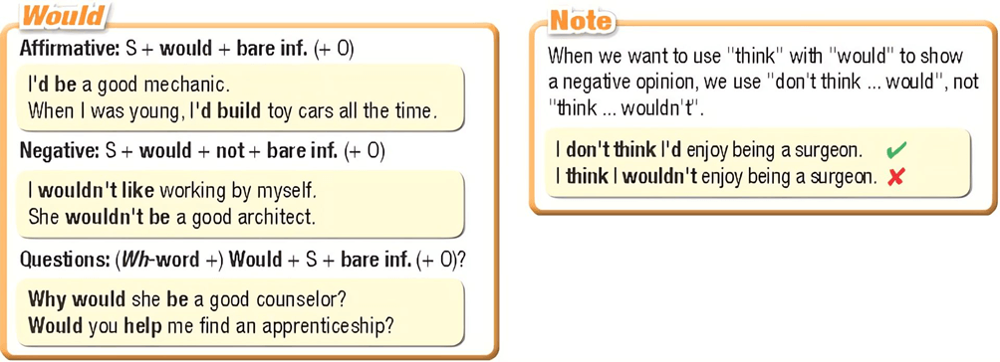 Would
Affirmative: S + would + bare inf. (+ O)
I'd be a good mechanic.
When I was young, I'd build toy cars all the time.
Negative: S + would + not + bare inf. (+ O)
I wouldn't like working by myself.
She wouldn't be a good architect.
Questions: (Wh-word +) Would + S + bare inf. (+ O)?
Why would she be a good counselor?
Would you help me find an apprenticeship?
Note
When we want to use "think" with "would" to show
a negative opinion, we use "don't think ... would", not
"think ... wouldn't".
I don't think I'd enjoy being a surgeon. ✔
I think I wouldn't enjoy being a surgeon. ✘